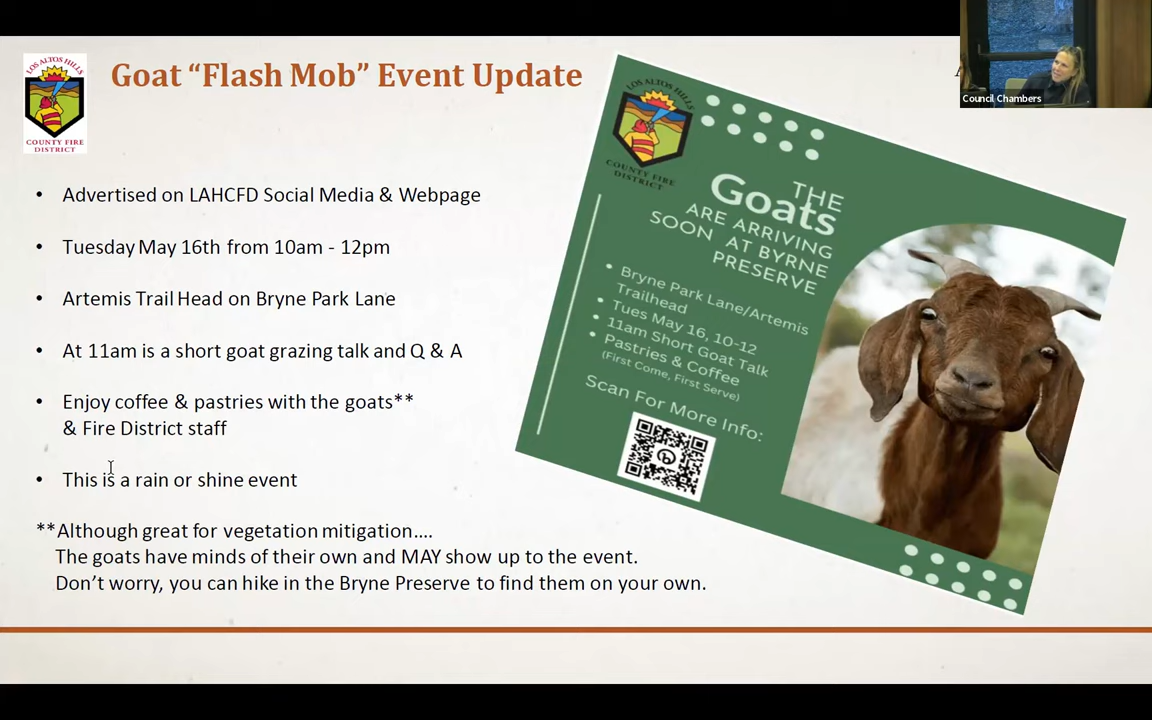 LOS ALTOS HILLS
COUNTY FIRE
DISTRICT
Goat “Flash Mob” Event Update
Council Chambers
• Advertised on LAHCFD Social Media & Webpage
• Tuesday May 16th from 10am - 12pm
• Artemis Trail Head on Bryne Park Lane
• At 11am is a short goat grazing talk and Q & A
• Enjoy coffee & pastries with the goats**
& Fire District staff
• This is a rain or shine event
**Although great for vegetation mitigation....
The goats have minds of their own and MAY show up to the event.
Don’t worry, you can hike in the Bryne Preserve to find them on your own.
LOS ALTOS HILLS
COUNTY FIRE
DISTRICT
THE
Goats
ARE ARRIVING
SOON AT BYRNE
PRESERVE
• Bryne Park Lane/Artemis
Trailhead
• Tues May 16, 10-12
• 11am Short Goat Talk
• Pastries & Coffee
(First Come, First Serve)
Scan For More Info: